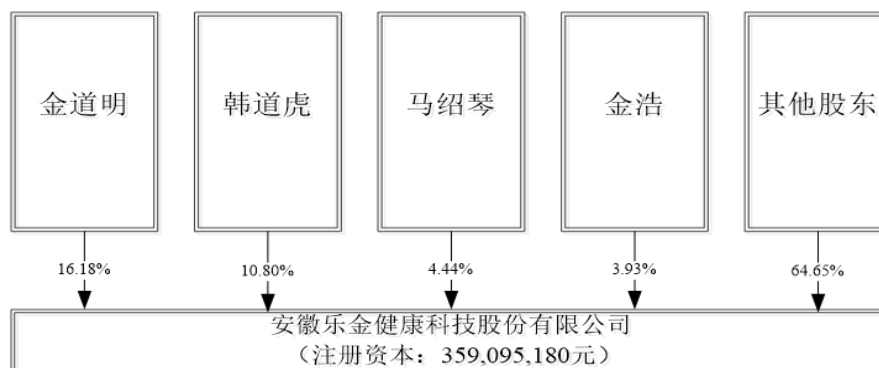 金道明
韩道虎
马绍琴
金浩
其他股东
16.18%
10.80%
4.44%
3.93%
64.65%
安徽乐金健康科技股份有限公司
（注册资本：359,095,180元）